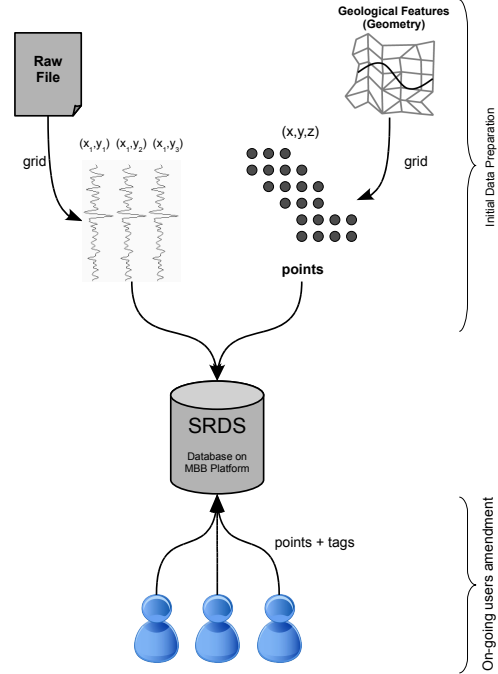 Geological Features
(Geometry)
Raw
File
(x1,y1) (x1,y2) (x1,y3)
(x,y,z)
grid
grid
points
Initial Data Preparation
SRDS
Database on
MBB Platform
points + tags
On-going users amendment